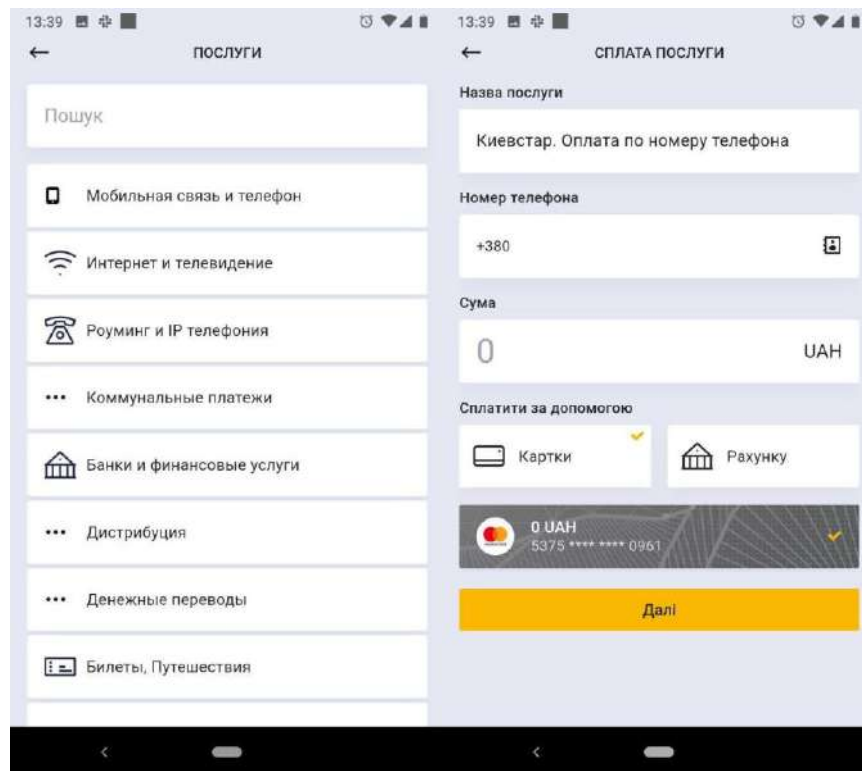 13:39
ПОСЛУГИ
Пошук
Мобильная связь и телефон
Интернет и телевидение
Роуминг и IP телефония
Коммунальные платежи
Банки и финансовые услуги
Дистрибуция
Денежные переводы
Билеты, Путешествия
13:39
СПЛАТА ПОСЛУГИ
Назва послуги
Киевстар. Оплата по номеру телефона
Номер телефона
+380
Сума
0 UAH
Сплатити за допомогою
Картки
Рахунку
0 UAH
5375 **** **** 0961
Далі